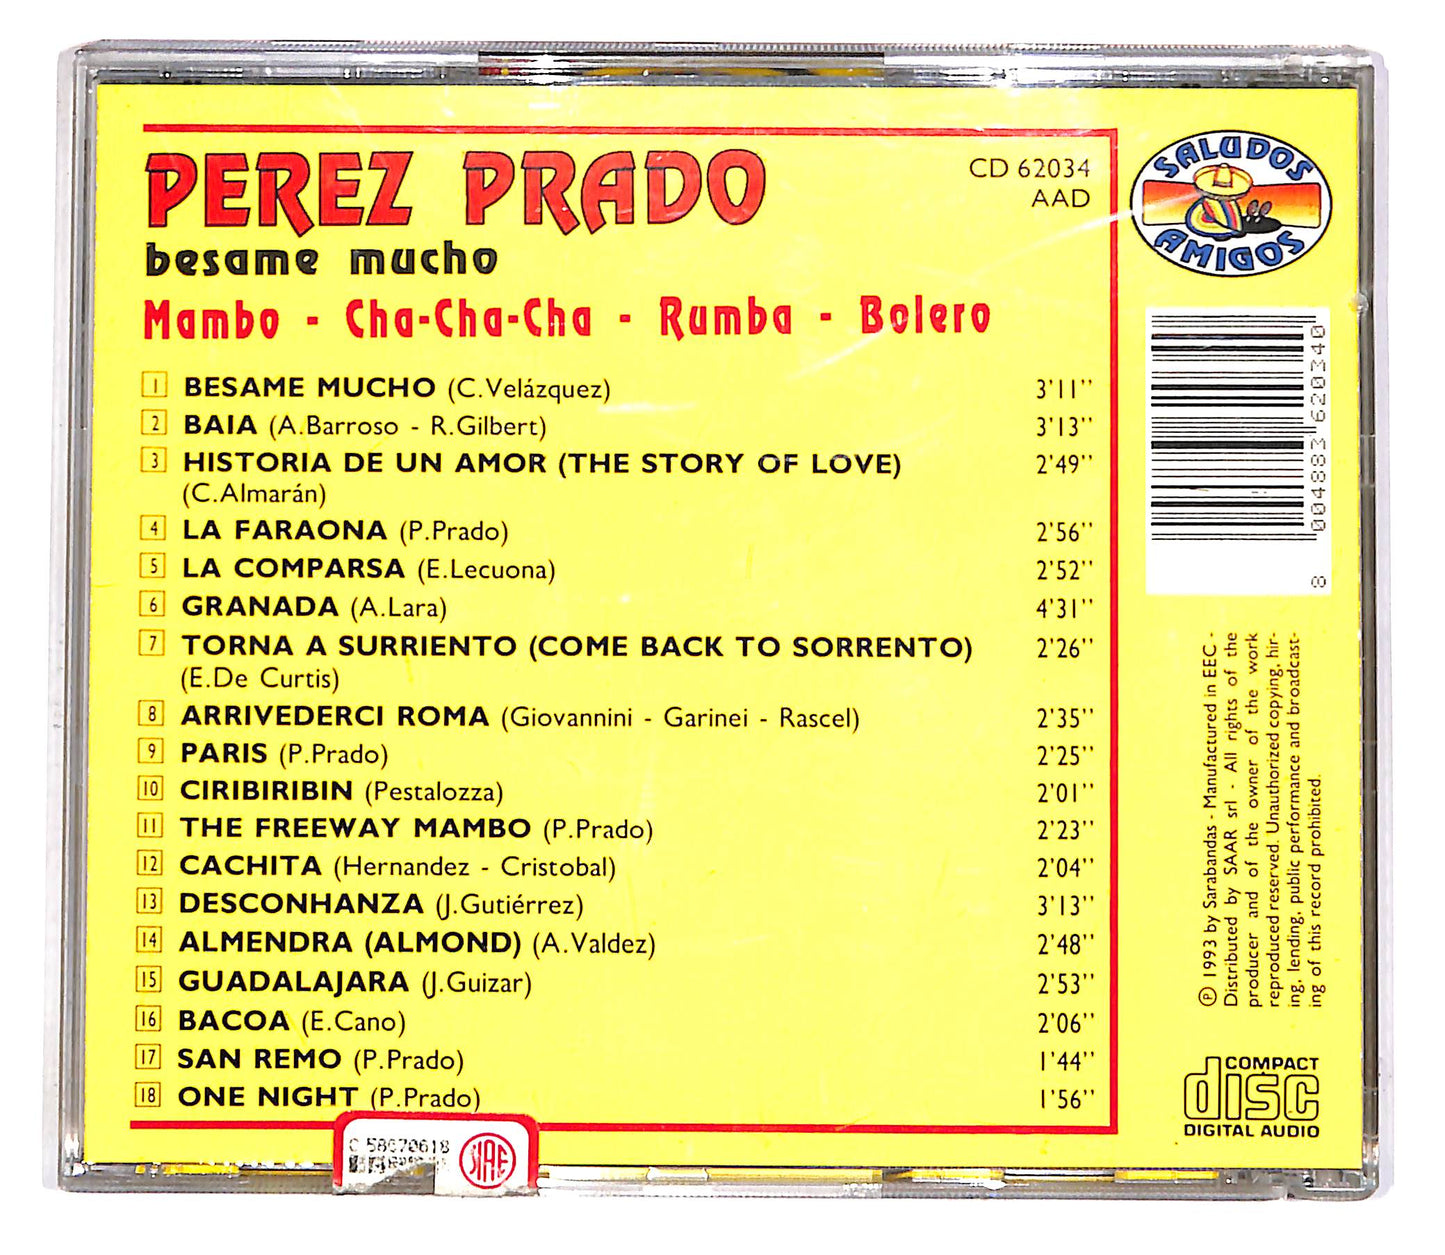 PEREZ PRADO
CD 62034
AAD
besame mucho
Mambo - Cha-Cha-Cha - Rumba - Bolero
1 BESAME MUCHO (C.Velázquez) 3'11''
2 BAIA (A.Barroso - R.Gilbert) 3'13''
3 HISTORIA DE UN AMOR (THE STORY OF LOVE) 2'49''
(C.Almarán)
4 LA FARAONA (P.Prado) 2'56''
5 LA COMPARSA (E.Lecuona) 2'52''
6 GRANADA (A.Lara) 4'31''
7 TORNA A SURRIENTO (COME BACK TO SORRENTO) 2'26''
(E.De Curtis)
8 ARRIVEDERCI ROMA (Giovannini - Garinei - Rascel) 2'35''
9 PARIS (P.Prado) 2'25''
10 CIRIBIRIBIN (Pestalozza) 2'01''
11 THE FREEWAY MAMBO (P.Prado) 2'23''
12 CACHITA (Hernandez - Cristobal) 2'04''
13 DESCONHANZA (J.Gutiérrez) 3'13''
14 ALMENDRA (ALMOND) (A.Valdez) 2'48''
15 GUADALAJARA (J.Guizar) 2'53''
16 BACOA (E.Cano) 2'06''
17 SAN REMO (P.Prado) 1'44''
18 ONE NIGHT (P.Prado) 1'56''
SALUDOS
AMIGOS
8 004883 620340
℗ 1993 by Sarabandas - Manufactured in EEC -
Distributed by SAAR srl - All rights of the
producer and of the owner of the work
reproduced reserved. Unauthorized copying, hir-
ing, lending, public performance and broadcast-
ing of this record prohibited.
COMPACT
disc
DIGITAL AUDIO
C 58670618
SIAE